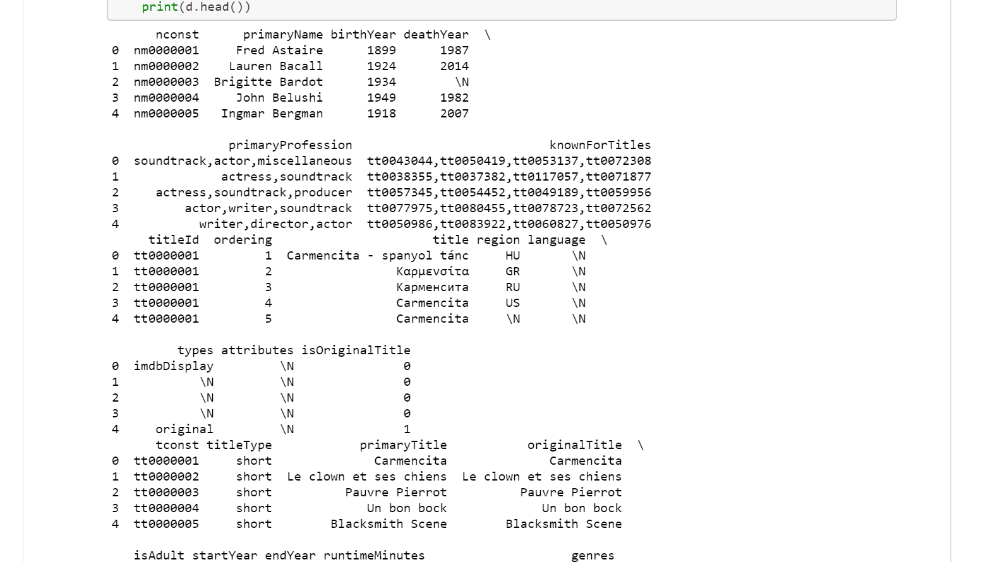 print(d.head())
nconst primaryName birthYear deathYear \
0 nm0000001 Fred Astaire 1899 1987
1 nm0000002 Lauren Bacall 1924 2014
2 nm0000003 Brigitte Bardot 1934 \N
3 nm0000004 John Belushi 1949 1982
4 nm0000005 Ingmar Bergman 1918 2007
primaryProfession knownForTitles
0 soundtrack,actor,miscellaneous tt0043044,tt0050419,tt0053137,tt0072308
1 actress,soundtrack tt0038355,tt0037382,tt0117057,tt0071877
2 actress,soundtrack,producer tt0057345,tt0054452,tt0049189,tt0059956
3 actor,writer,soundtrack tt0077975,tt0080455,tt0078723,tt0072562
4 writer,director,actor tt0050986,tt0083922,tt0060827,tt0050976
titleId ordering title region language \
0 tt0000001 1 Carmencita - spanyol tánc HU \N
1 tt0000001 2 Καρμενσίτα GR \N
2 tt0000001 3 Карменсита RU \N
3 tt0000001 4 Carmencita US \N
4 tt0000001 5 Carmencita \N \N
types attributes isOriginalTitle
0 imdbDisplay \N 0
1 \N \N 0
2 \N \N 0
3 \N \N 0
4 original \N 1
tconst titleType primaryTitle originalTitle \
0 tt0000001 short Carmencita Carmencita
1 tt0000002 short Le clown et ses chiens Le clown et ses chiens
2 tt0000003 short Pauvre Pierrot Pauvre Pierrot
3 tt0000004 short Un bon bock Un bon bock
4 tt0000005 short Blacksmith Scene Blacksmith Scene
isAdult startYear endYear runtimeMinutes genres